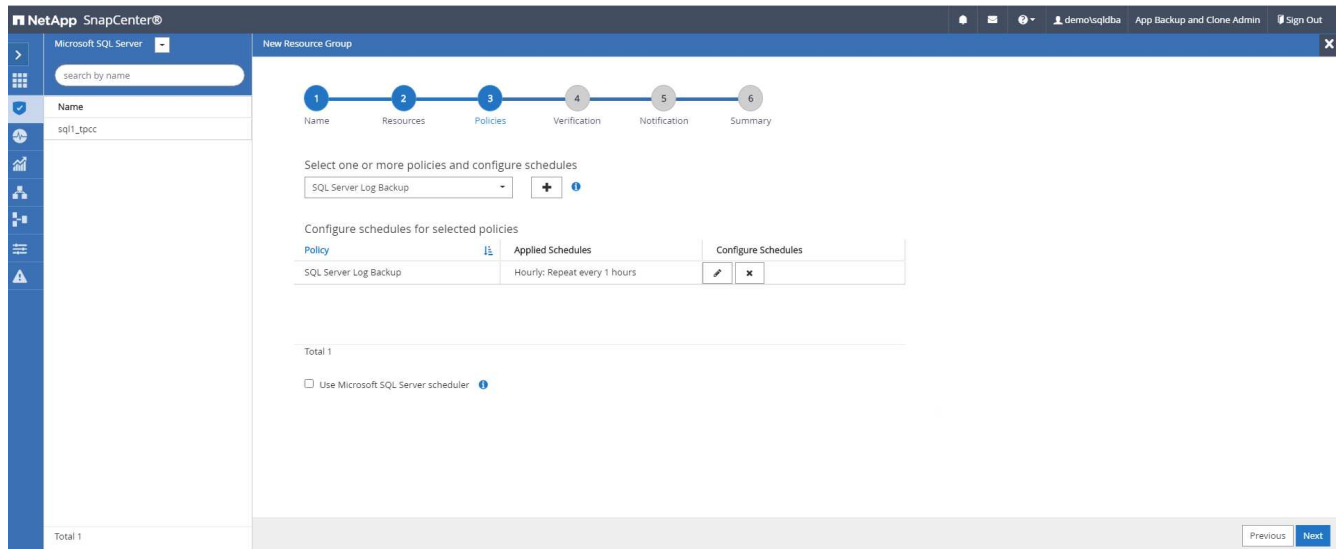 NetApp SnapCenter®
demo\sqldba App Backup and Clone Admin Sign Out
Microsoft SQL Server
New Resource Group
search by name
Name
sql1_tpcc
1 2 3 4 5 6
Name Resources Policies Verification Notification Summary
Select one or more policies and configure schedules
SQL Server Log Backup
Configure schedules for selected policies
Policy Applied Schedules Configure Schedules
SQL Server Log Backup Hourly: Repeat every 1 hours
Total 1
Use Microsoft SQL Server scheduler
Total 1
Previous Next